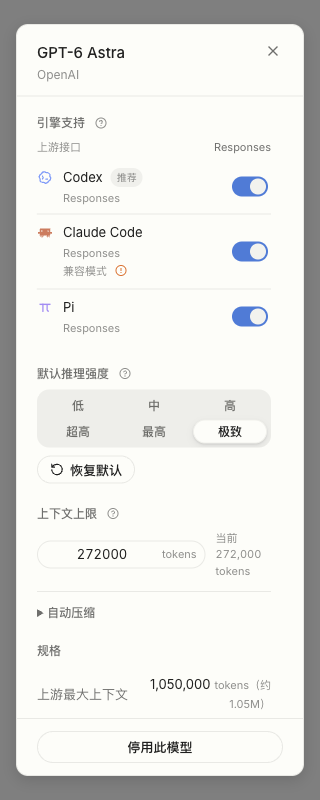 GPT-6 Astra
OpenAI
引擎支持
上游接口 Responses
Codex 推荐
Responses
Claude Code
Responses
兼容模式
Pi
Responses
默认推理强度
低 中 高
超高 最高 极致
恢复默认
上下文上限
272000 tokens
当前
272,000
tokens
自动压缩
规格
上游最大上下文
1,050,000 tokens（约
1.05M）
停用此模型